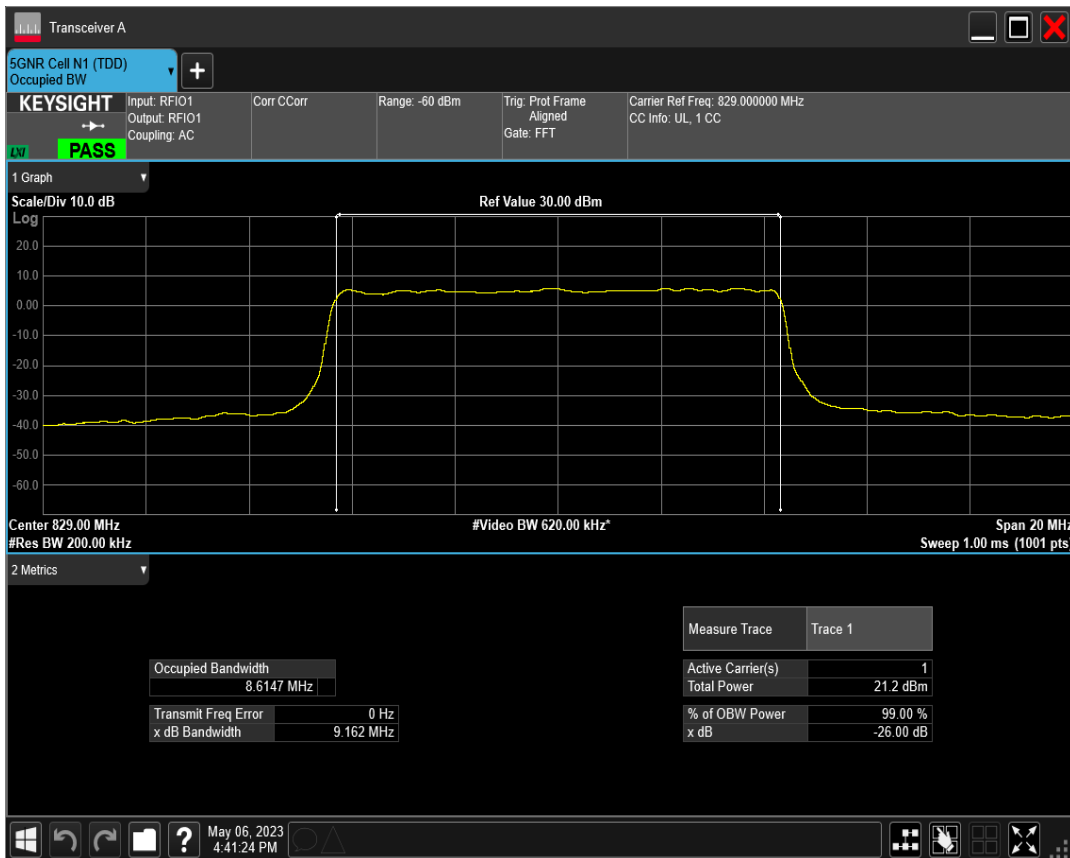 Transceiver A
5GNR Cell N1 (TDD)
Occupied BW
+
KEYSIGHT
LXI
PASS
Input: RFIO1
Output: RFIO1
Coupling: AC
Corr CCorr
Range: -60 dBm
Trig: Prot Frame
Aligned
Gate: FFT
Carrier Ref Freq: 829.000000 MHz
CC Info: UL, 1 CC
1 Graph
Scale/Div 10.0 dB
Ref Value 30.00 dBm
Log
20.0
10.0
0.00
-10.0
-20.0
-30.0
-40.0
-50.0
-60.0
Center 829.00 MHz
#Video BW 620.00 kHz*
Span 20 MHz
#Res BW 200.00 kHz
Sweep 1.00 ms (1001 pts)
2 Metrics
Measure Trace Trace 1
Occupied Bandwidth
8.6147 MHz
Active Carrier(s) 1
Total Power 21.2 dBm
Transmit Freq Error 0 Hz
x dB Bandwidth 9.162 MHz
% of OBW Power 99.00 %
x dB -26.00 dB
?
May 06, 2023
4:41:24 PM